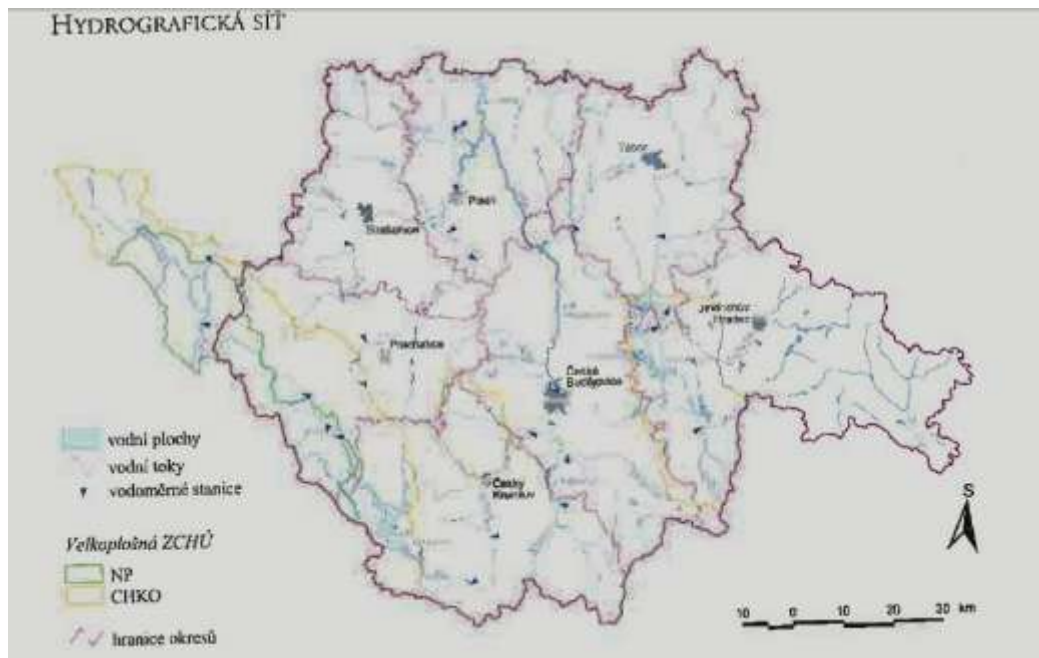 HYDROGRAFICKÁ SÍŤ
Tábor
Písek
Strakonice
Jindřichův
Hradec
Prachatice
České
Budějovice
Český
Krumlov
vodní plochy
vodní toky
vodoměrné stanice
Velkoplošná ZCHÚ
NP
CHKO
hranice okresů
S
10 0 10 20 30 km